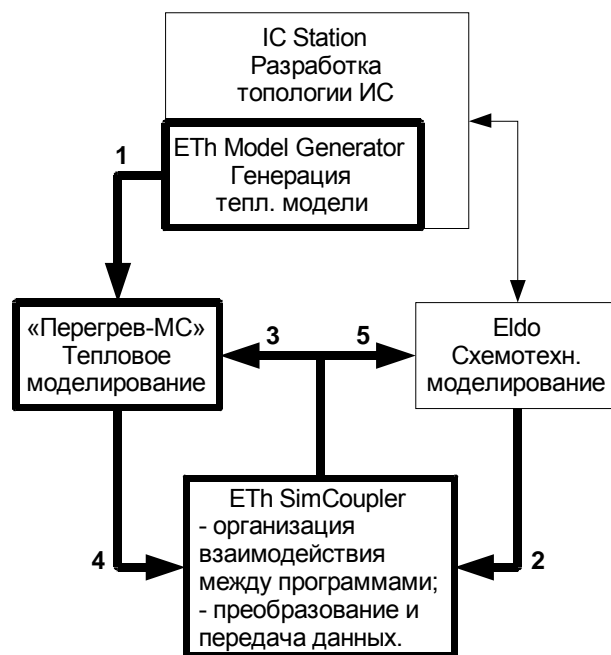 IC Station
Разработка
топологии ИС
1
ETh Model Generator
Генерация
тепл. модели
«Перегрев-МС»
Тепловое
моделирование
3
5
Eldo
Схемотехн.
моделирование
ETh SimCoupler
- организация
взаимодействия
между программами;
- преобразование и
передача данных.
4
2